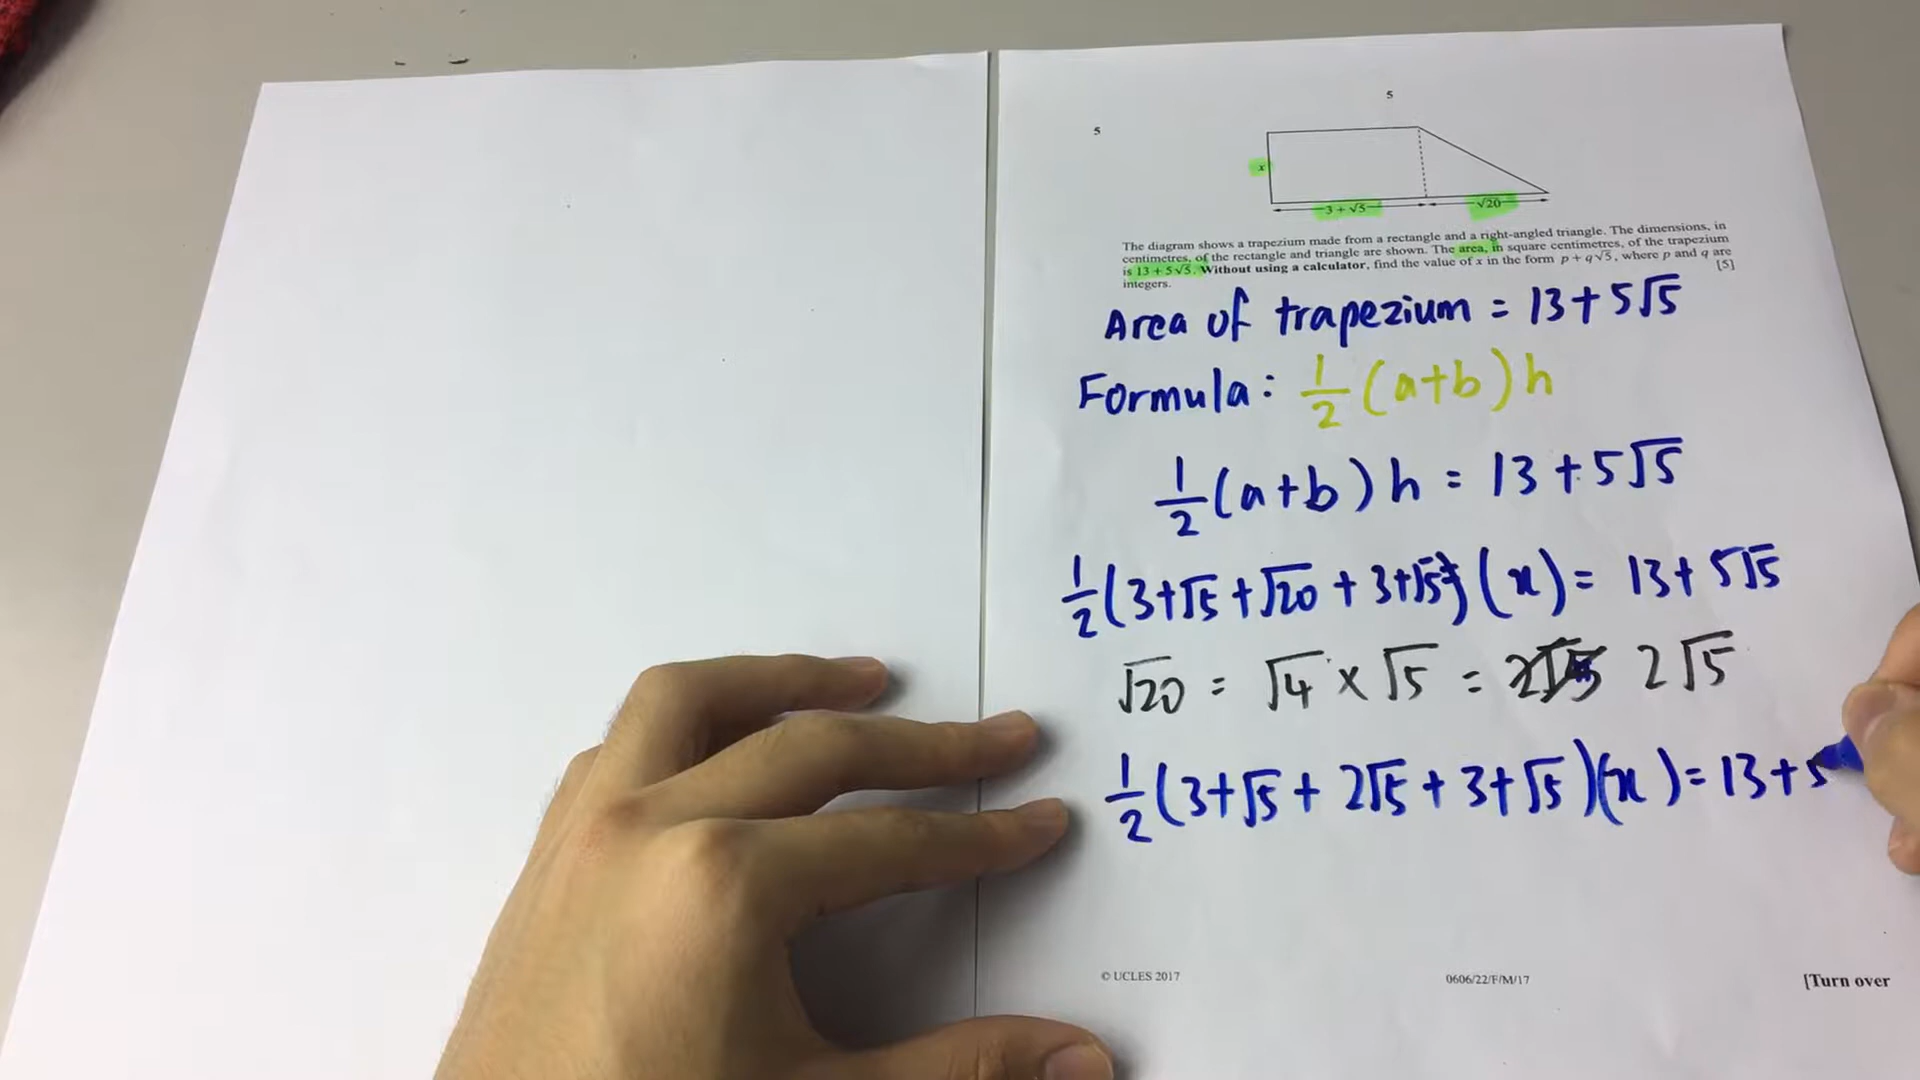 5
5
x
3 + √5
√20
The diagram shows a trapezium made from a rectangle and a right-angled triangle. The dimensions, in
centimetres, of the rectangle and triangle are shown. The area, in square centimetres, of the trapezium
is 13 + 5√5. Without using a calculator, find the value of x in the form p + q√5, where p and q are
integers. [5]
Area of trapezium = 13 + 5√5
Formula: 1/2 (a+b) h
1/2 (a+b) h = 13 + 5√5
1/2 (3+√5 + √20 + 3+√5) (x) = 13 + 5√5
√20 = √4 × √5 = 2√5
1/2 (3+√5 + 2√5 + 3+√5)(x) = 13 + 5
© UCLES 2017
0606/22/F/M/17
[Turn over